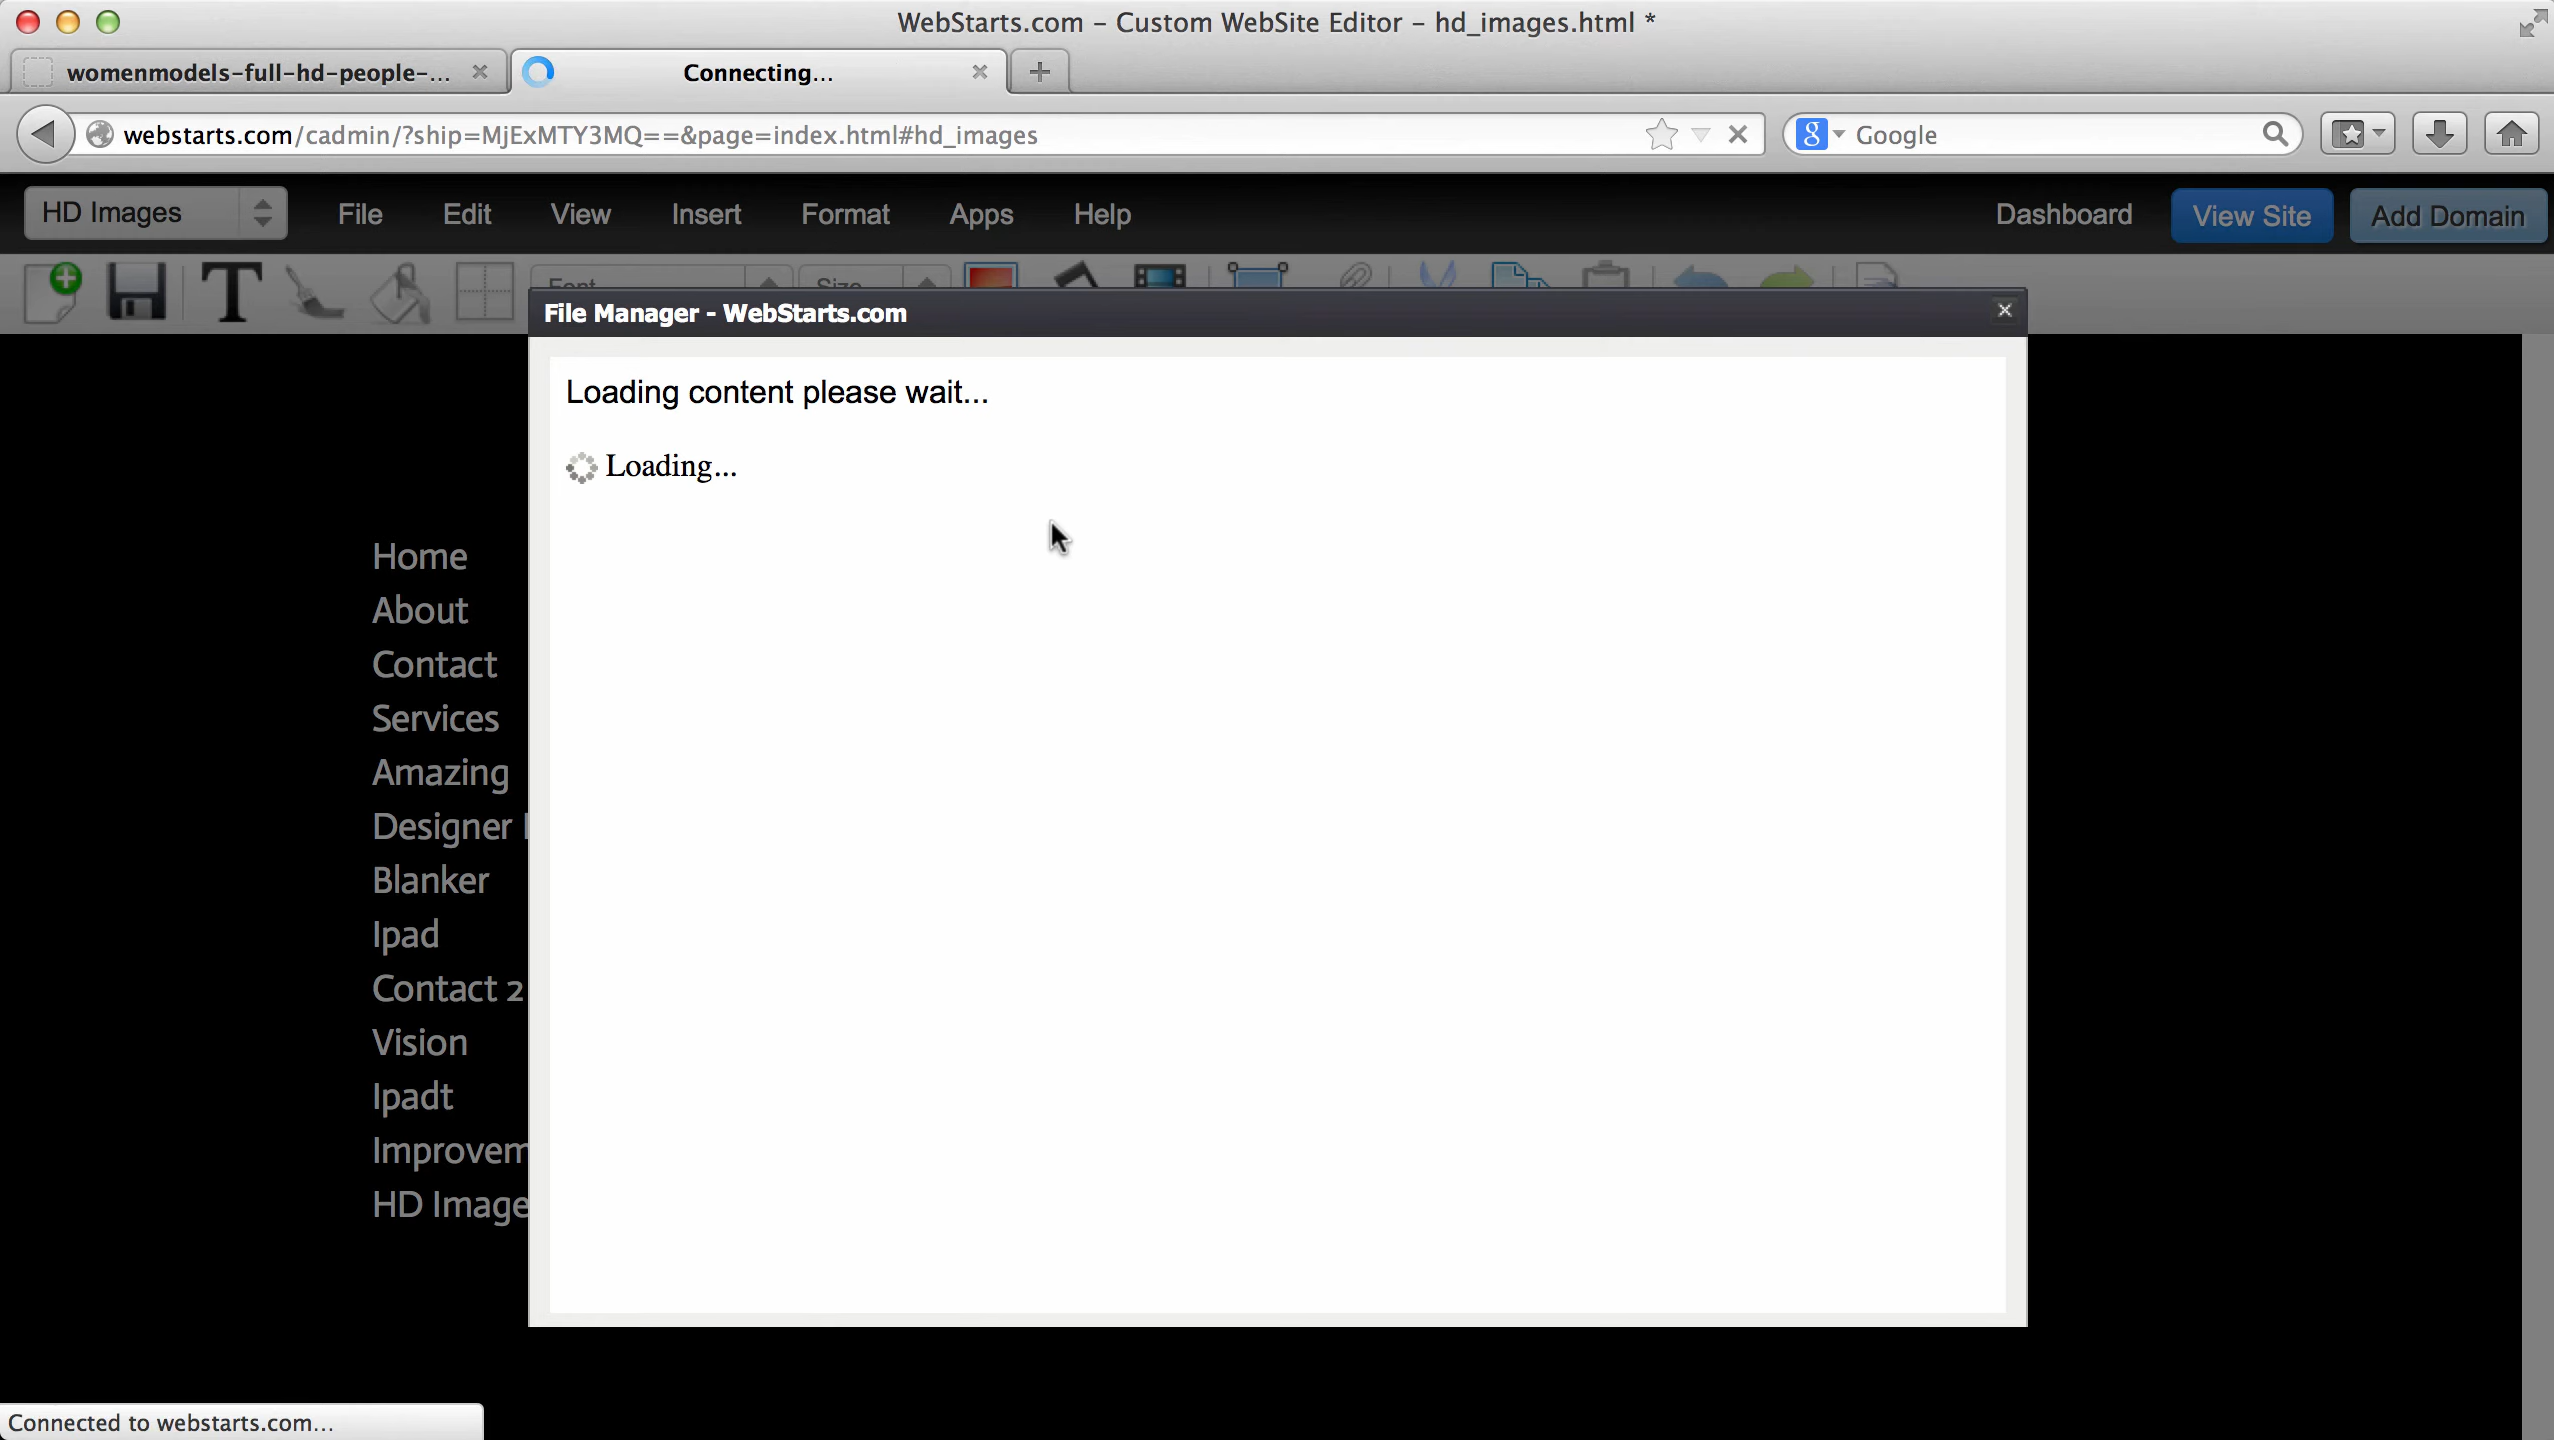 WebStarts.com – Custom WebSite Editor – hd_images.html *
womenmodels-full-hd-people-...
Connecting...
webstarts.com/cadmin/?ship=MjExMTY3MQ==&page=index.html#hd_images
Google
HD Images
File
Edit
View
Insert
Format
Apps
Help
Dashboard
View Site
Add Domain
Font
Size
File Manager - WebStarts.com
Loading content please wait...
Loading...
Home
About
Contact
Services
Amazing
Designer
Blanker
Ipad
Contact 2
Vision
Ipadt
Improvem
HD Image
Connected to webstarts.com...